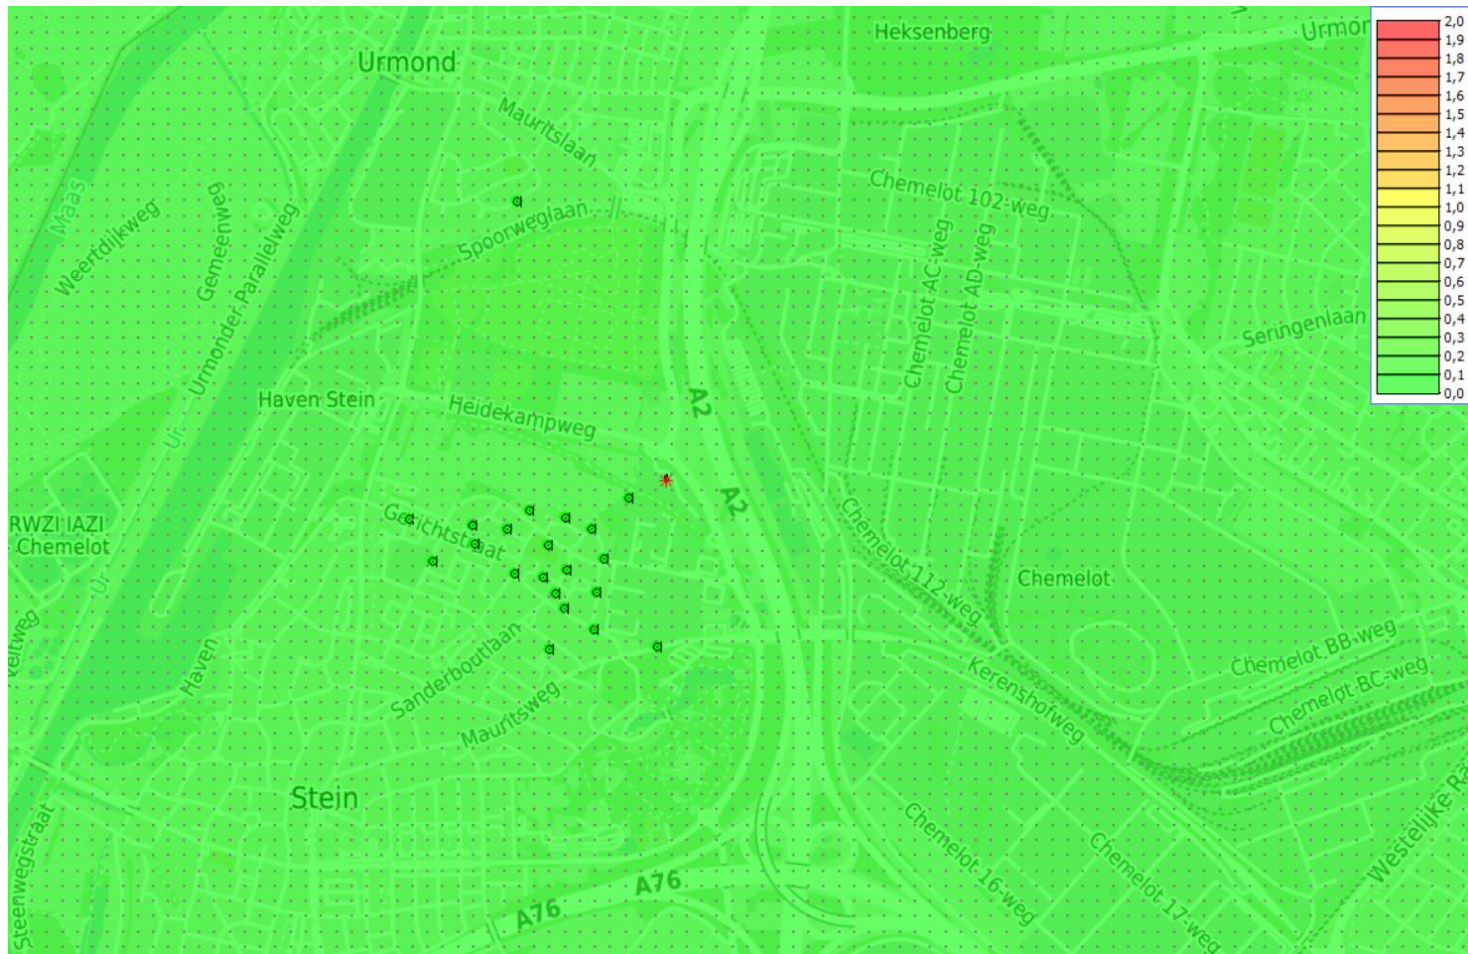 Heksenberg
Urmond
Mauritslaan
Chemelot 102-weg
Maas
Weertdijkweg
Gemeenweg
Urmonder Parallelweg
Spoorweglaan
Chemelot AC-weg
Chemelot AD-weg
Seringenlaan
Haven Stein
Heidekampweg
A2
Ur
A2
RWZI IAZI
Chemelot
Gerichtstraat
Chemelot 112-weg
Chemelot
Ur
Haven
Sanderboutlaan
Mauritsweg
Kerenshofweg
Chemelot BB-weg
Chemelot BC-weg
Stein
Steenwegstraat
A76
A76
Chemelot 16-weg
Chemelot 17-weg
Westelijke
2,0
1,9
1,8
1,7
1,6
1,5
1,4
1,3
1,2
1,1
1,0
0,9
0,8
0,7
0,6
0,5
0,4
0,3
0,2
0,1
0,0